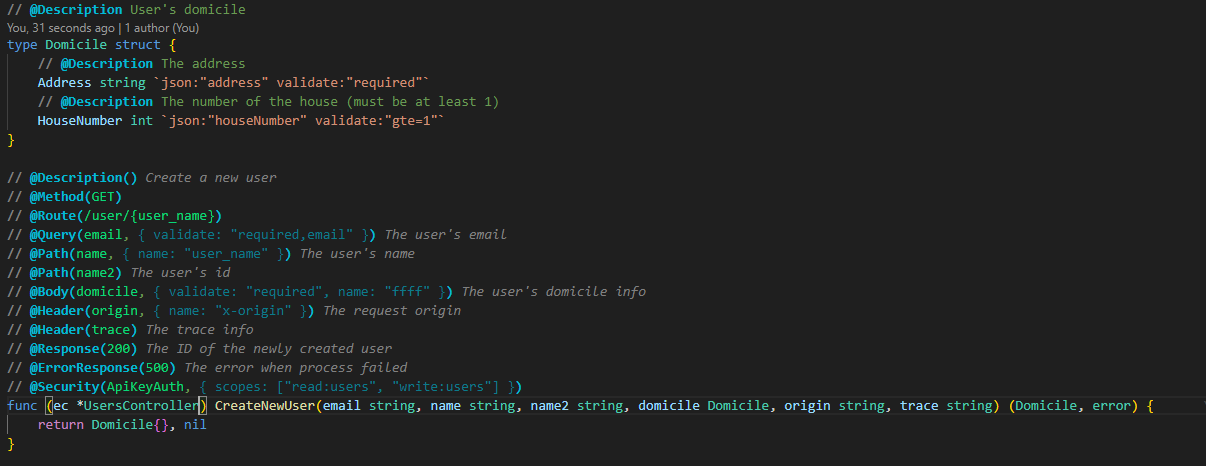 // @Description User's domicile
You, 31 seconds ago | 1 author (You)
type Domicile struct {
    // @Description The address
    Address string `json:"address" validate:"required"`
    // @Description The number of the house (must be at least 1)
    HouseNumber int `json:"houseNumber" validate:"gte=1"`
}

// @Description() Create a new user
// @Method(GET)
// @Route(/user/{user_name})
// @Query(email, { validate: "required,email" }) The user's email
// @Path(name, { name: "user_name" }) The user's name
// @Path(name2) The user's id
// @Body(domicile, { validate: "required", name: "ffff" }) The user's domicile info
// @Header(origin, { name: "x-origin" }) The request origin
// @Header(trace) The trace info
// @Response(200) The ID of the newly created user
// @ErrorResponse(500) The error when process failed
// @Security(ApiKeyAuth, { scopes: ["read:users", "write:users"] })
func (ec *UsersController) CreateNewUser(email string, name string, name2 string, domicile Domicile, origin string, trace string) (Domicile, error) {
    return Domicile{}, nil
}